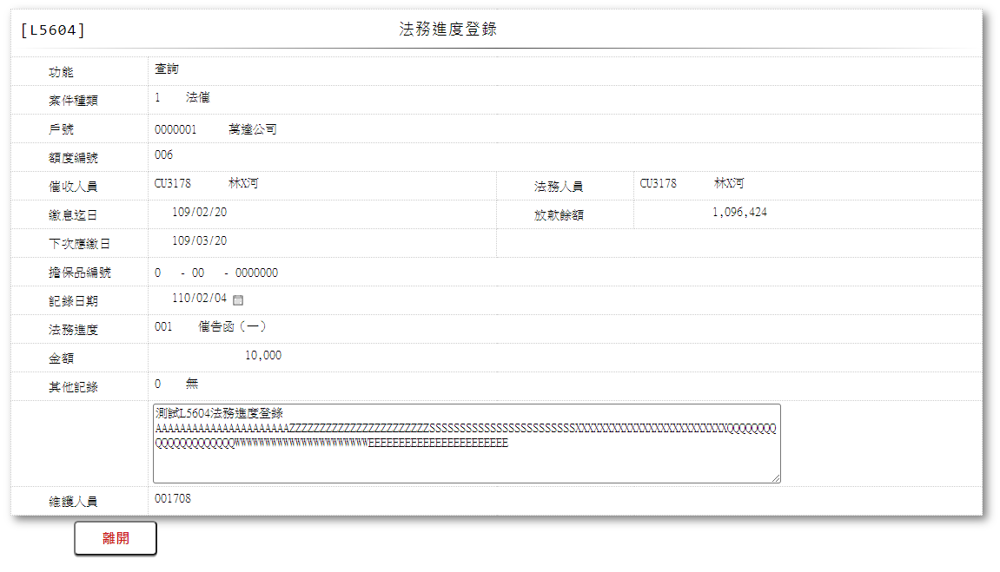 [L5604] 法務進度登錄
功能 查詢
案件種類 1 法催
戶號 0000001 萬達公司
額度編號 006
催收人員 CU3178 林X河 法務人員 CU3178 林X河
繳息迄日 109/02/20 放款餘額 1,096,424
下次應繳日 109/03/20
擔保品編號 0 - 00 - 0000000
記錄日期 110/02/04
法務進度 001 催告函（一）
金額 10,000
其他記錄 0 無
測試L5604法務進度登錄
AAAAAAAAAAAAAAAAAAAAAAZZZZZZZZZZZZZZZZZZZZZZZSSSSSSSSSSSSSSSSSSSSSSSSXXXXXXXXXXXXXXXXXXXXXXXXXQQQQQQQQ
QQQQQQQQQQQQQWWWWWWWWWWWWWWWWWWWWWWEEEEEEEEEEEEEEEEEEEEEEE
維護人員 001708
離開